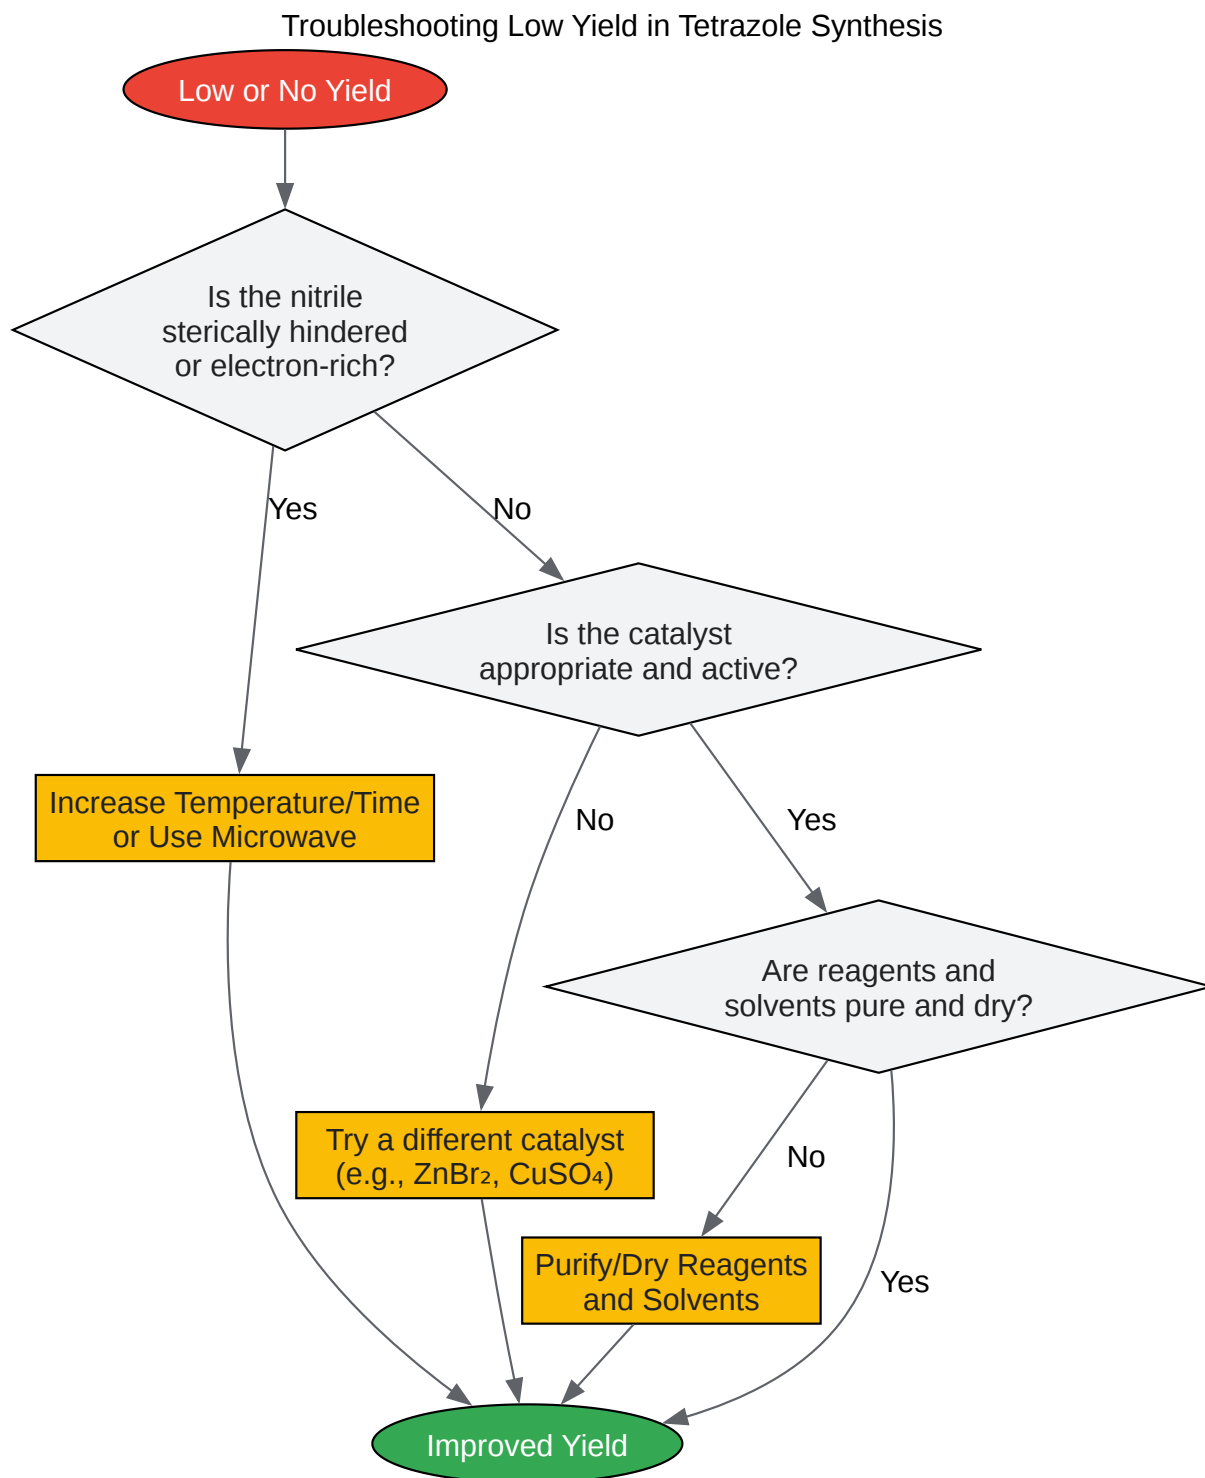 Troubleshooting Low Yield in Tetrazole Synthesis
Low or No Yield
Is the nitrile
sterically hindered
or electron-rich?
Yes
No
Is the catalyst
appropriate and active?
Increase Temperature/Time
or Use Microwave
No
Yes
Are reagents and
solvents pure and dry?
Try a different catalyst
(e.g., ZnBr₂, CuSO₄)
No
Purify/Dry Reagents
and Solvents
Yes
Improved Yield